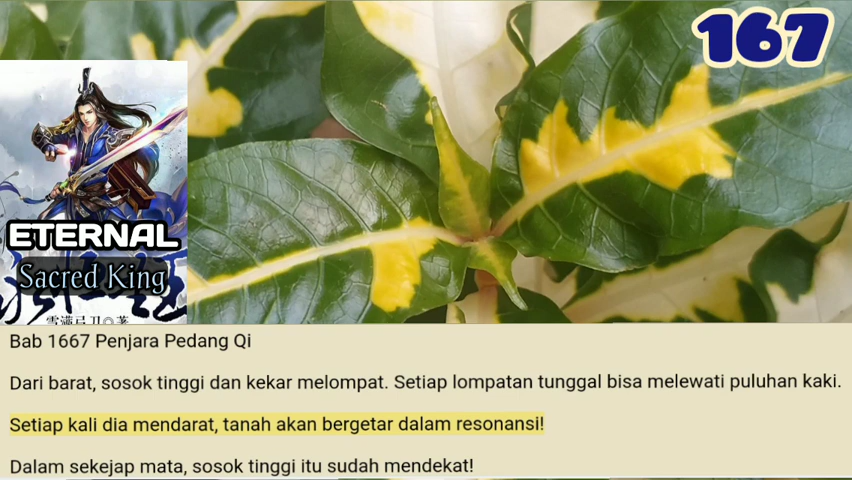 167
ETERNAL
Sacred King
Bab 1667 Penjara Pedang Qi
Dari barat, sosok tinggi dan kekar melompat. Setiap lompatan tunggal bisa melewati puluhan kaki.
Setiap kali dia mendarat, tanah akan bergetar dalam resonansi!
Dalam sekejap mata, sosok tinggi itu sudah mendekat!